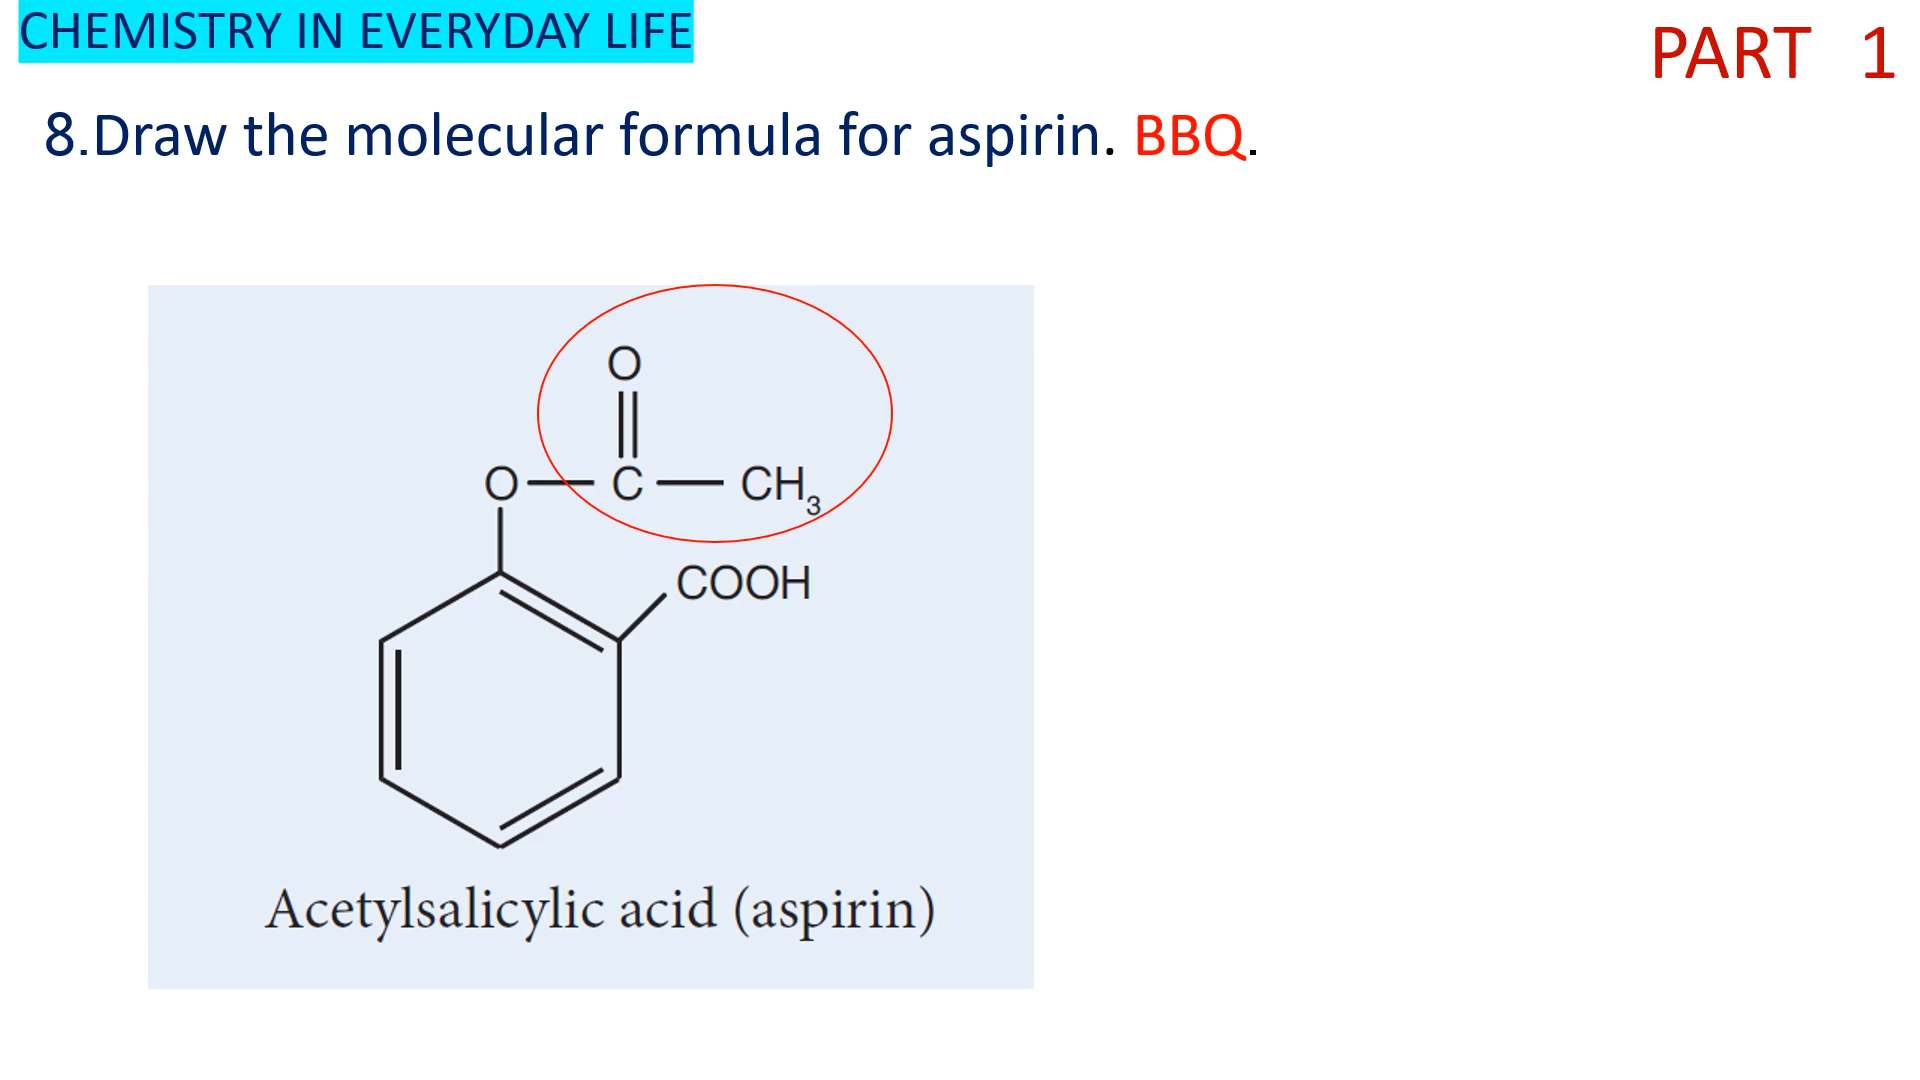 CHEMISTRY IN EVERYDAY LIFE
PART 1
8.Draw the molecular formula for aspirin. BBQ.
O
O C CH3
COOH
Acetylsalicylic acid (aspirin)